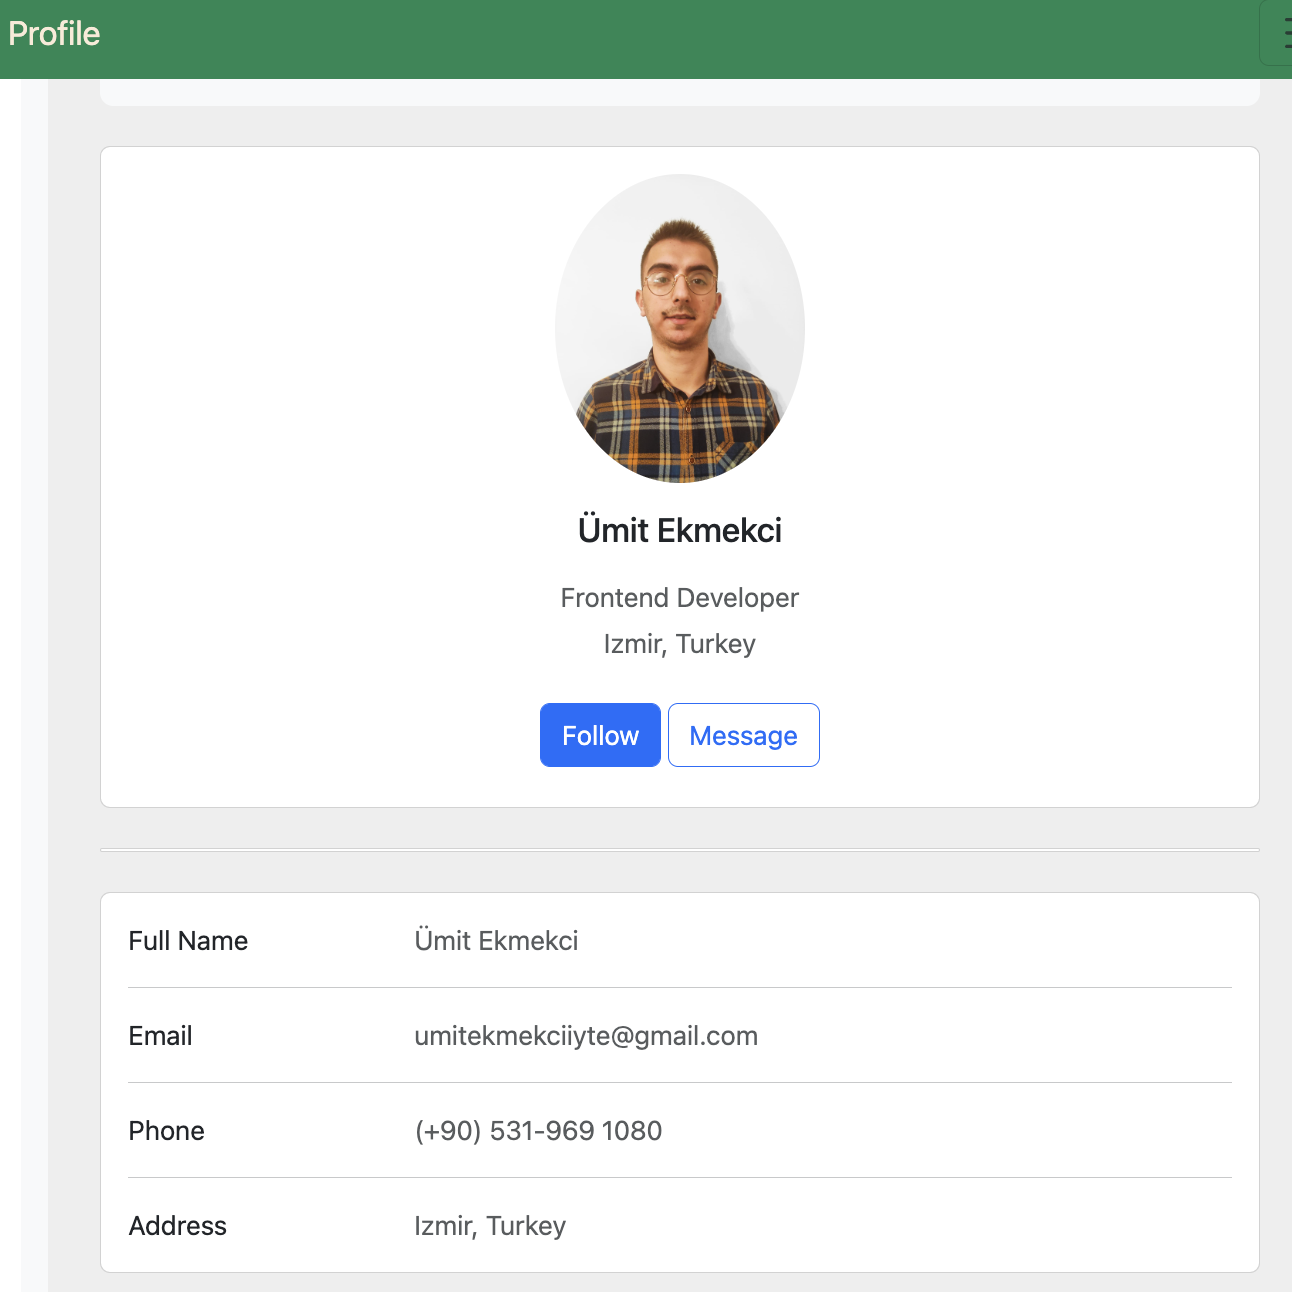 Profile
Ümit Ekmekci
Frontend Developer
Izmir, Turkey
Follow Message
Full Name Ümit Ekmekci
Email umitekmekciiyte@gmail.com
Phone (+90) 531-969 1080
Address Izmir, Turkey